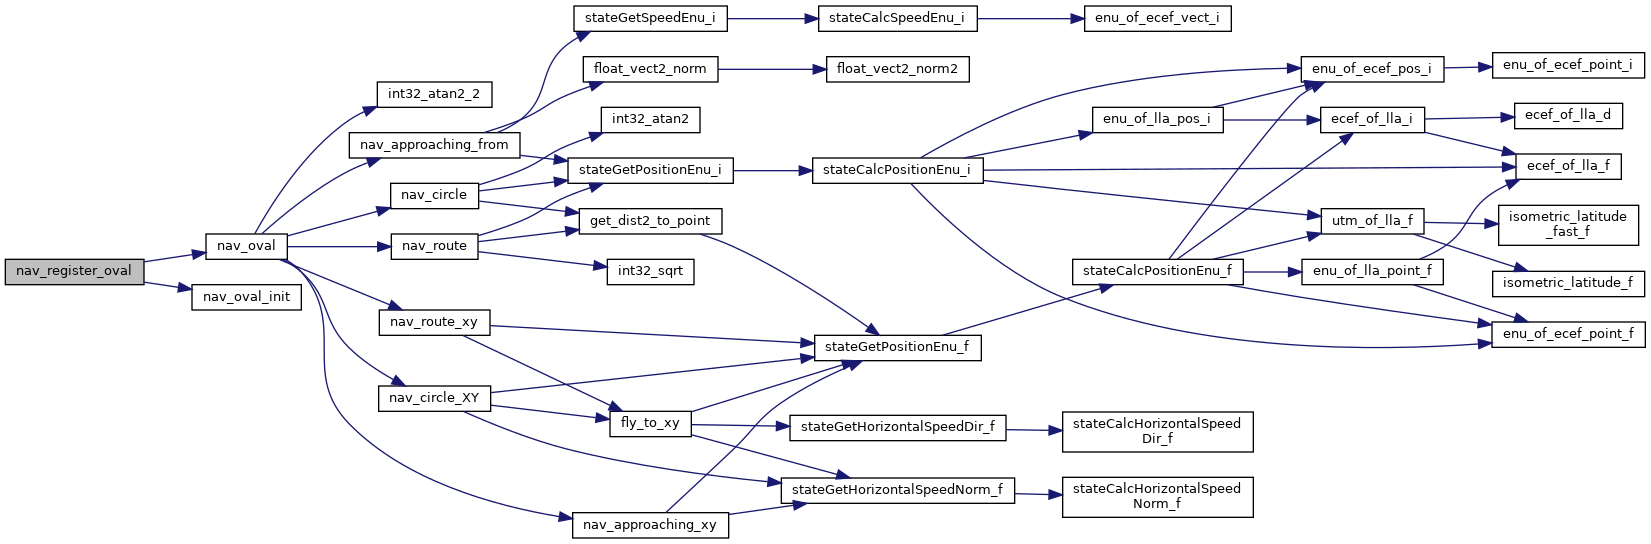 nav_register_oval
nav_oval
nav_oval_init
int32_atan2_2
nav_approaching_from
nav_circle
nav_route
nav_route_xy
nav_circle_XY
nav_approaching_xy
stateGetSpeedEnu_i
float_vect2_norm
int32_atan2
stateGetPositionEnu_i
get_dist2_to_point
int32_sqrt
fly_to_xy
stateCalcSpeedEnu_i
float_vect2_norm2
stateCalcPositionEnu_i
stateGetPositionEnu_f
stateGetHorizontalSpeedDir_f
stateGetHorizontalSpeedNorm_f
enu_of_ecef_vect_i
enu_of_lla_pos_i
stateCalcPositionEnu_f
stateCalcHorizontalSpeed
Dir_f
stateCalcHorizontalSpeed
Norm_f
enu_of_ecef_pos_i
ecef_of_lla_i
utm_of_lla_f
enu_of_lla_point_f
enu_of_ecef_point_i
ecef_of_lla_d
ecef_of_lla_f
isometric_latitude
_fast_f
isometric_latitude_f
enu_of_ecef_point_f